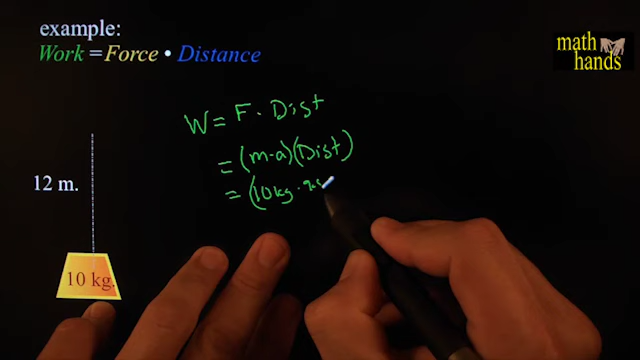 example:
Work = Force • Distance
math
hands
W = F · Dist
= (m·a)(Dist)
12 m.
= (10kg ·
10 kg.